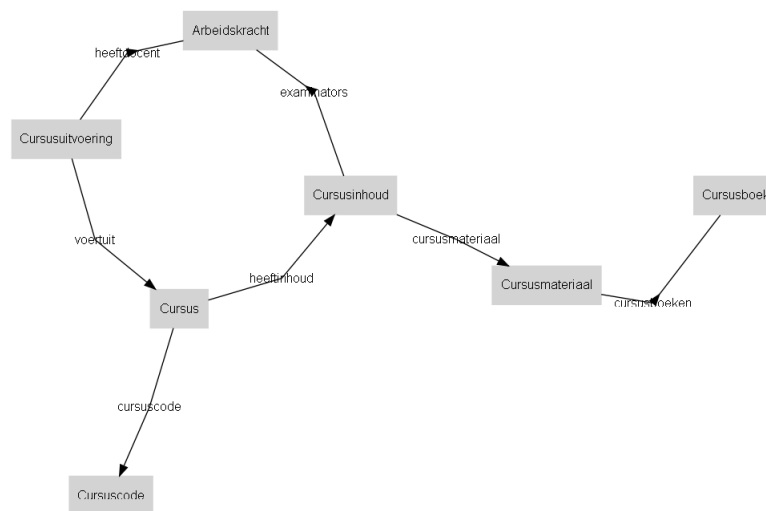 Arbeidskracht
heeftdocent
examinators
Cursusuitvoering
Cursusinhoud
Cursusboek
voertuit
cursusmateriaal
heeftinhoud
Cursusmateriaal
cursusboeken
Cursus
cursuscode
Cursuscode